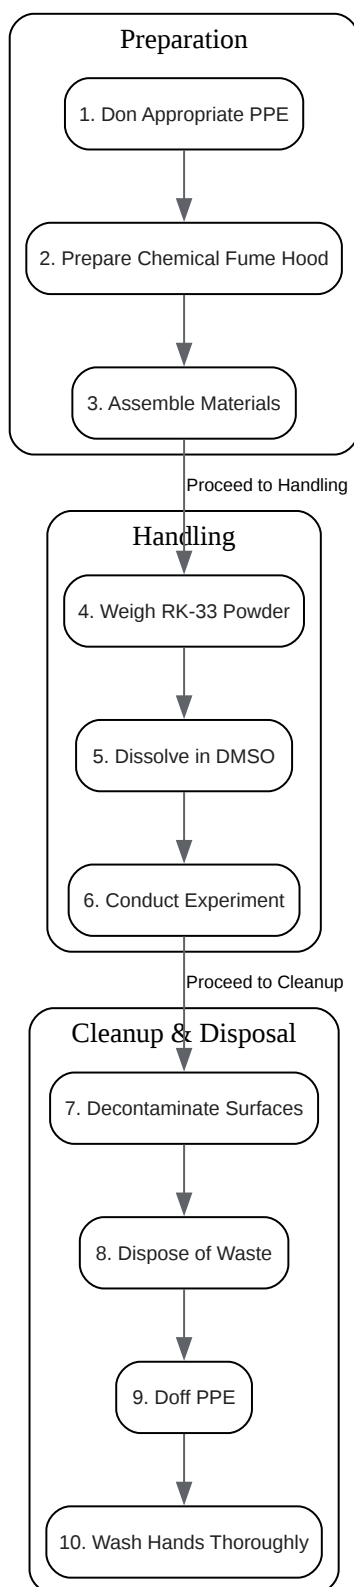 Preparation
1. Don Appropriate PPE
2. Prepare Chemical Fume Hood
3. Assemble Materials
Proceed to Handling
Handling
4. Weigh RK-33 Powder
5. Dissolve in DMSO
6. Conduct Experiment
Proceed to Cleanup
Cleanup & Disposal
7. Decontaminate Surfaces
8. Dispose of Waste
9. Doff PPE
10. Wash Hands Thoroughly